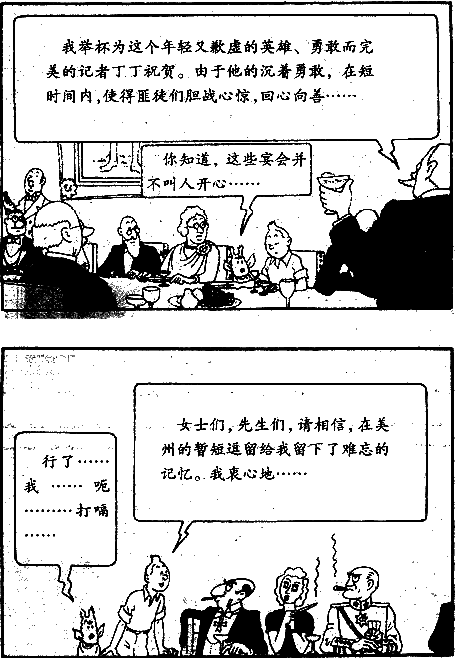 我举杯为这个年轻又歉虚的英雄、勇敢而完
美的记者丁丁祝贺。由于他的沉着勇敢，在短
时间内，使得匪徒们胆战心惊，回心向善……
你知道，这些宴会并
不叫人开心……
女士们，先生们，请相信，在美
州的暂短逗留给我留下了难忘的
记忆。我衷心地……
行了……
我 …… 呃
………打嗝
……